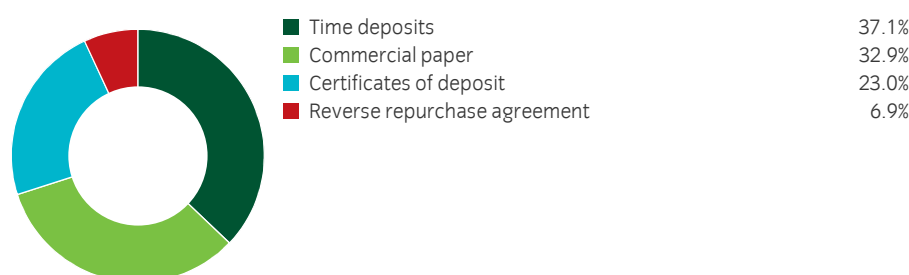 Time deposits 37.1%
Commercial paper 32.9%
Certificates of deposit 23.0%
Reverse repurchase agreement 6.9%